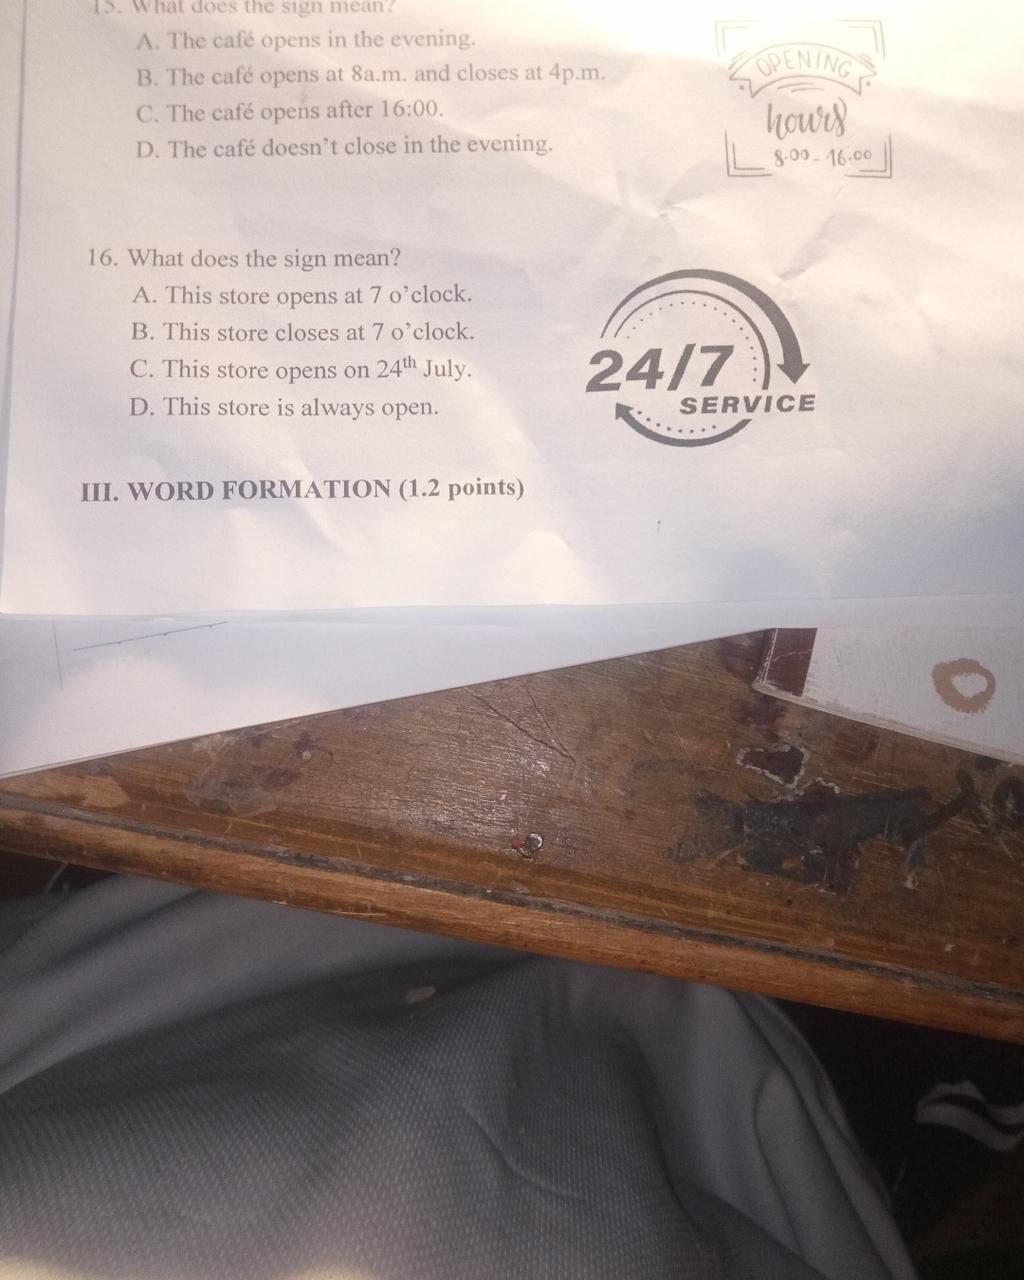 15. What does the sign mean?
A. The café opens in the evening.
B. The café opens at 8a.m. and closes at 4p.m.
C. The café opens after 16:00.
D. The café doesn't close in the evening.
OPENING
hours
8.00 - 16.00
16. What does the sign mean?
A. This store opens at 7 o'clock.
B. This store closes at 7 o'clock.
C. This store opens on 24th July.
D. This store is always open.
24/7
SERVICE
III. WORD FORMATION (1.2 points)